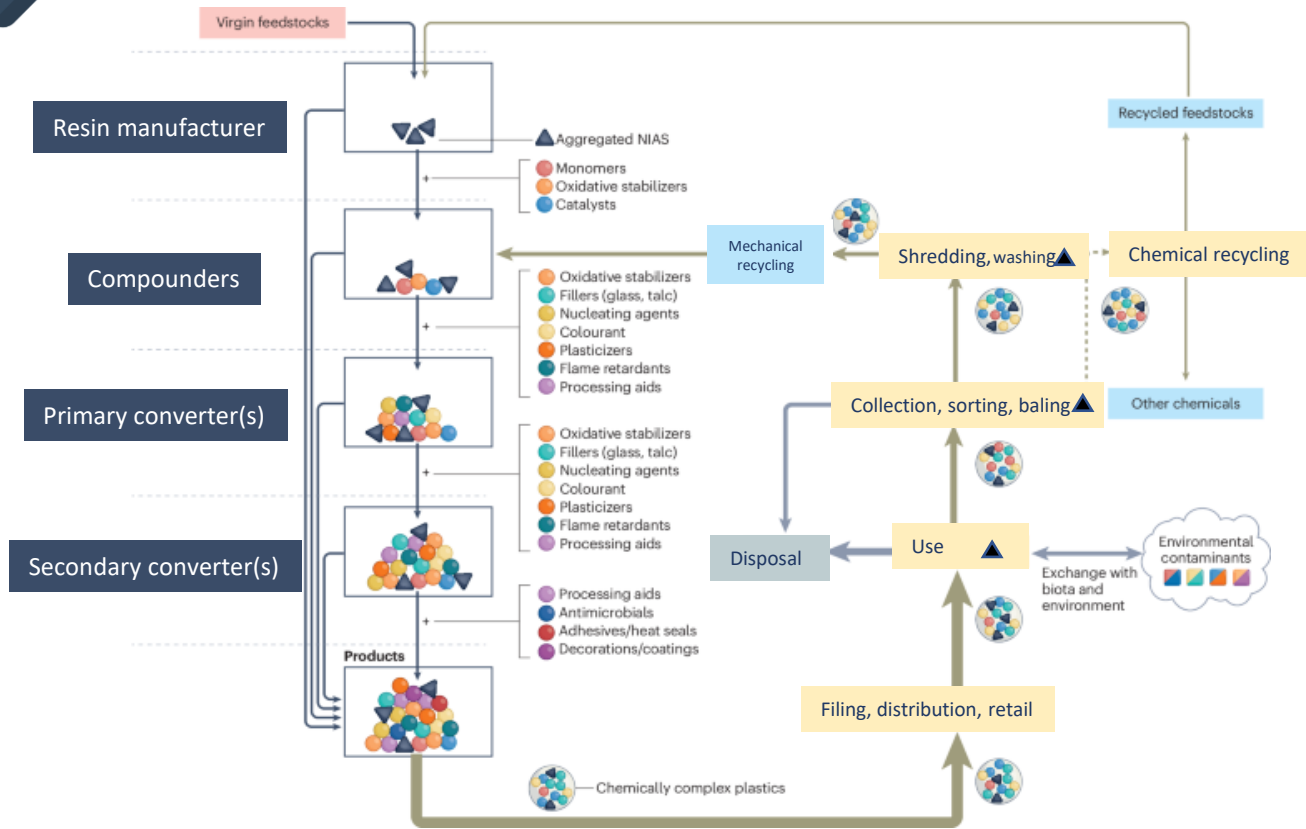 Virgin feedstocks
Resin manufacturer
Aggregated NIAS
+
Monomers
Oxidative stabilizers
Catalysts
Recycled feedstocks
Compounders
Mechanical
recycling
Shredding, washing
Chemical recycling
+
Oxidative stabilizers
Fillers (glass, talc)
Nucleating agents
Colourant
Plasticizers
Flame retardants
Processing aids
Primary converter(s)
Collection, sorting, baling
Other chemicals
+
Oxidative stabilizers
Fillers (glass, talc)
Nucleating agents
Colourant
Plasticizers
Flame retardants
Processing aids
Secondary converter(s)
Disposal
Use
Exchange with
biota and
environment
Environmental
contaminants
+
Processing aids
Antimicrobials
Adhesives/heat seals
Decorations/coatings
Products
Filing, distribution, retail
Chemically complex plastics